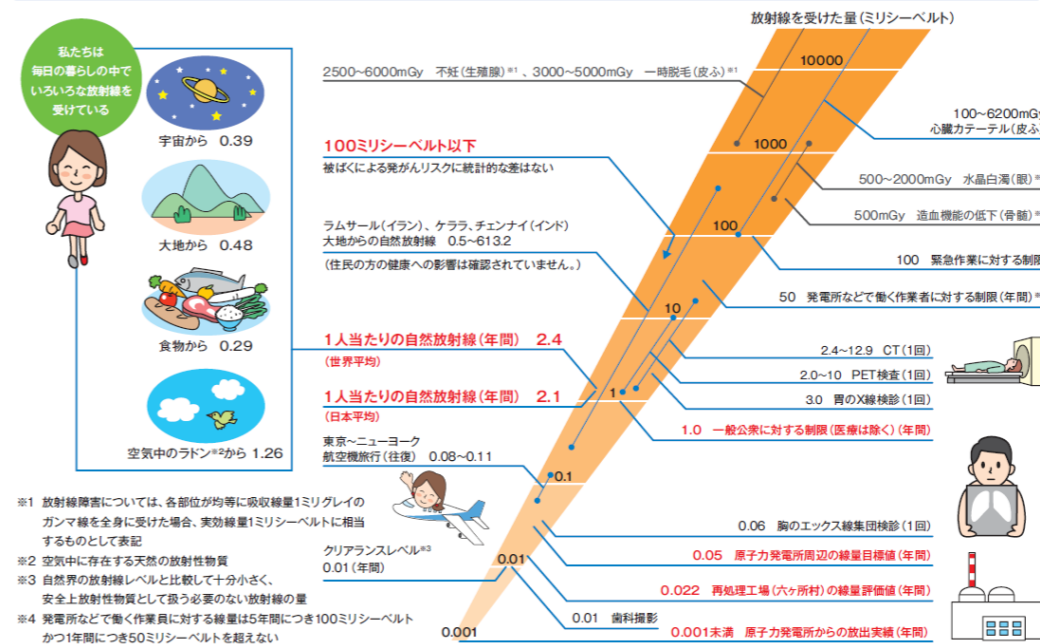 放射線を受けた量(ミリシーベルト)
私たちは
毎日の暮らしの中で
いろいろな放射線を
受けている
宇宙から 0.39
大地から 0.48
食物から 0.29
空気中のラドン※2から 1.26
2500~6000mGy 不妊(生殖腺)※1、3000~5000mGy 一時脱毛(皮ふ)※1
100ミリシーベルト以下
被ばくによる発がんリスクに統計的な差はない
ラムサール(イラン)、ケララ、チェンナイ(インド)
大地からの自然放射線 0.5~613.2
(住民の方の健康への影響は確認されていません。)
1人当たりの自然放射線(年間) 2.4
(世界平均)
1人当たりの自然放射線(年間) 2.1
(日本平均)
東京~ニューヨーク
航空機旅行(往復) 0.08~0.11
クリアランスレベル※3
0.01(年間)
10000
1000
100
10
1
0.1
0.01
0.001
100~6200mGy
心臓カテーテル(皮ふ)
500~2000mGy 水晶白濁(眼)※
500mGy 造血機能の低下(骨髄)※
100 緊急作業に対する制限
50 発電所などで働く作業者に対する制限(年間)※
2.4~12.9 CT(1回)
2.0~10 PET検査(1回)
3.0 胃のX線検診(1回)
1.0 一般公衆に対する制限(医療は除く)(年間)
0.06 胸のエックス線集団検診(1回)
0.05 原子力発電所周辺の線量目標値(年間)
0.022 再処理工場(六ヶ所村)の線量評価値(年間)
0.01 歯科撮影
0.001未満 原子力発電所からの放出実績(年間)
※1 放射線障害については、各部位が均等に吸収線量1ミリグレイの
ガンマ線を全身に受けた場合、実効線量1ミリシーベルトに相当
するものとして表記
※2 空気中に存在する天然の放射性物質
※3 自然界の放射線レベルと比較して十分小さく、
安全上放射性物質として扱う必要のない放射線の量
※4 発電所などで働く作業員に対する線量は5年間につき100ミリシーベルト
かつ1年間につき50ミリシーベルトを超えない